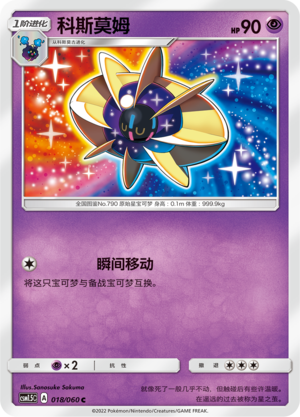 1阶进化
科斯莫姆
HP90
从科斯莫古进化
全国图鉴No.790 原始星宝可梦 身高：0.1m 体重：999.9kg
瞬间移动
将这只宝可梦与备战宝可梦互换。
弱点 ×2 抗性 撤退
Illus. Sanosuke Sakuma
csm1.5C A 018/060 C
就像死了一般几乎不动，但触碰后有些许温暖。
在遥远的过去被称为星之茧。
©2022 Pokémon/Nintendo/Creatures/GAME FREAK.